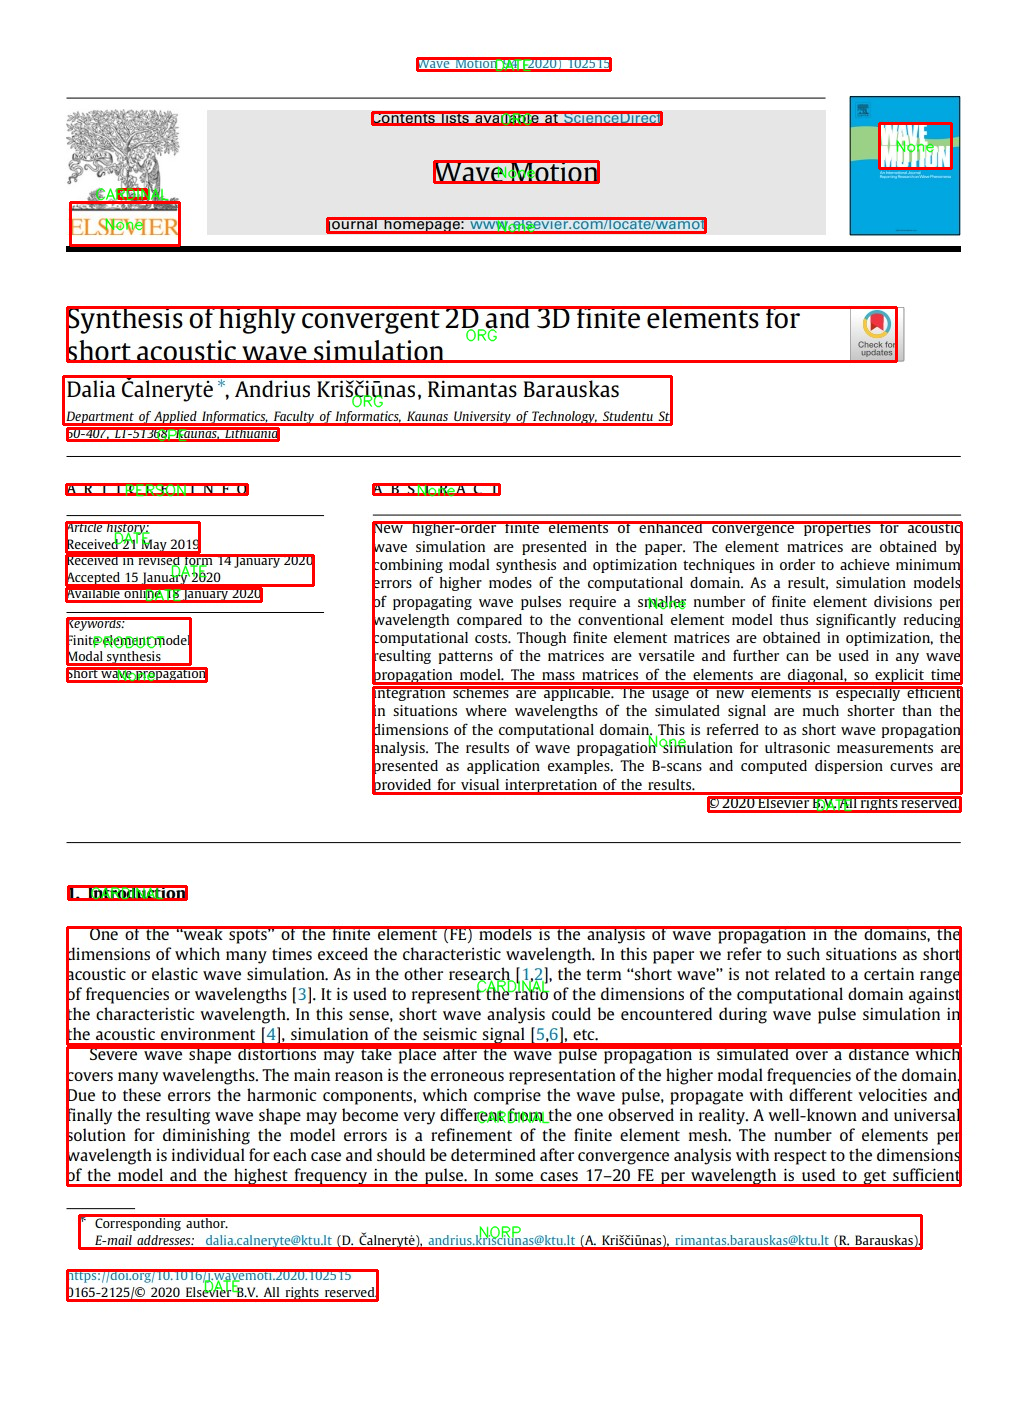 Wave Motion 94 (2020) 102515
DATE
Contents lists available at ScienceDirect
ORG
Wave Motion
None
journal homepage: www.elsevier.com/locate/wamot
None
CARDINAL
ELSEVIER
None
WAVE
MOTION
None
Synthesis of highly convergent 2D and 3D finite elements for
short acoustic wave simulation
ORG
Check for
updates
Dalia Čalnerytė *, Andrius Kriščiūnas, Rimantas Barauskas
ORG
Department of Applied Informatics, Faculty of Informatics, Kaunas University of Technology, Studentu St.
50-407, LT-51368, Kaunas, Lithuania
GPE
A R T I C L E I N F O
PERSON
Article history:
Received 21 May 2019
DATE
Received in revised form 14 January 2020
Accepted 15 January 2020
DATE
Available online 18 January 2020
DATE
Keywords:
Finite element model
PRODUCT
Modal synthesis
Short wave propagation
None
A B S T R A C T
None
New higher-order finite elements of enhanced convergence properties for acoustic
wave simulation are presented in the paper. The element matrices are obtained by
combining modal synthesis and optimization techniques in order to achieve minimum
errors of higher modes of the computational domain. As a result, simulation models
of propagating wave pulses require a smaller number of finite element divisions per
None
wavelength compared to the conventional element model thus significantly reducing
computational costs. Though finite element matrices are obtained in optimization, the
resulting patterns of the matrices are versatile and further can be used in any wave
propagation model. The mass matrices of the elements are diagonal, so explicit time
integration schemes are applicable. The usage of new elements is especially efficient
in situations where wavelengths of the simulated signal are much shorter than the
dimensions of the computational domain. This is referred to as short wave propagation
None
analysis. The results of wave propagation simulation for ultrasonic measurements are
presented as application examples. The B-scans and computed dispersion curves are
provided for visual interpretation of the results.
© 2020 Elsevier B.V. All rights reserved.
DATE
1. Introduction
CARDINAL
One of the “weak spots” of the finite element (FE) models is the analysis of wave propagation in the domains, the
dimensions of which many times exceed the characteristic wavelength. In this paper we refer to such situations as short
acoustic or elastic wave simulation. As in the other research [1,2], the term “short wave” is not related to a certain range
CARDINAL
of frequencies or wavelengths [3]. It is used to represent the ratio of the dimensions of the computational domain against
the characteristic wavelength. In this sense, short wave analysis could be encountered during wave pulse simulation in
the acoustic environment [4], simulation of the seismic signal [5,6], etc.
Severe wave shape distortions may take place after the wave pulse propagation is simulated over a distance which
covers many wavelengths. The main reason is the erroneous representation of the higher modal frequencies of the domain.
Due to these errors the harmonic components, which comprise the wave pulse, propagate with different velocities and
finally the resulting wave shape may become very different from the one observed in reality. A well-known and universal
CARDINAL
solution for diminishing the model errors is a refinement of the finite element mesh. The number of elements per
wavelength is individual for each case and should be determined after convergence analysis with respect to the dimensions
of the model and the highest frequency in the pulse. In some cases 17–20 FE per wavelength is used to get sufficient
* Corresponding author.
NORP
E-mail addresses: dalia.calneryte@ktu.lt (D. Čalnerytė), andrius.krisciunas@ktu.lt (A. Kriščiūnas), rimantas.barauskas@ktu.lt (R. Barauskas).
https://doi.org/10.1016/j.wavemoti.2020.102515
DATE
0165-2125/© 2020 Elsevier B.V. All rights reserved.